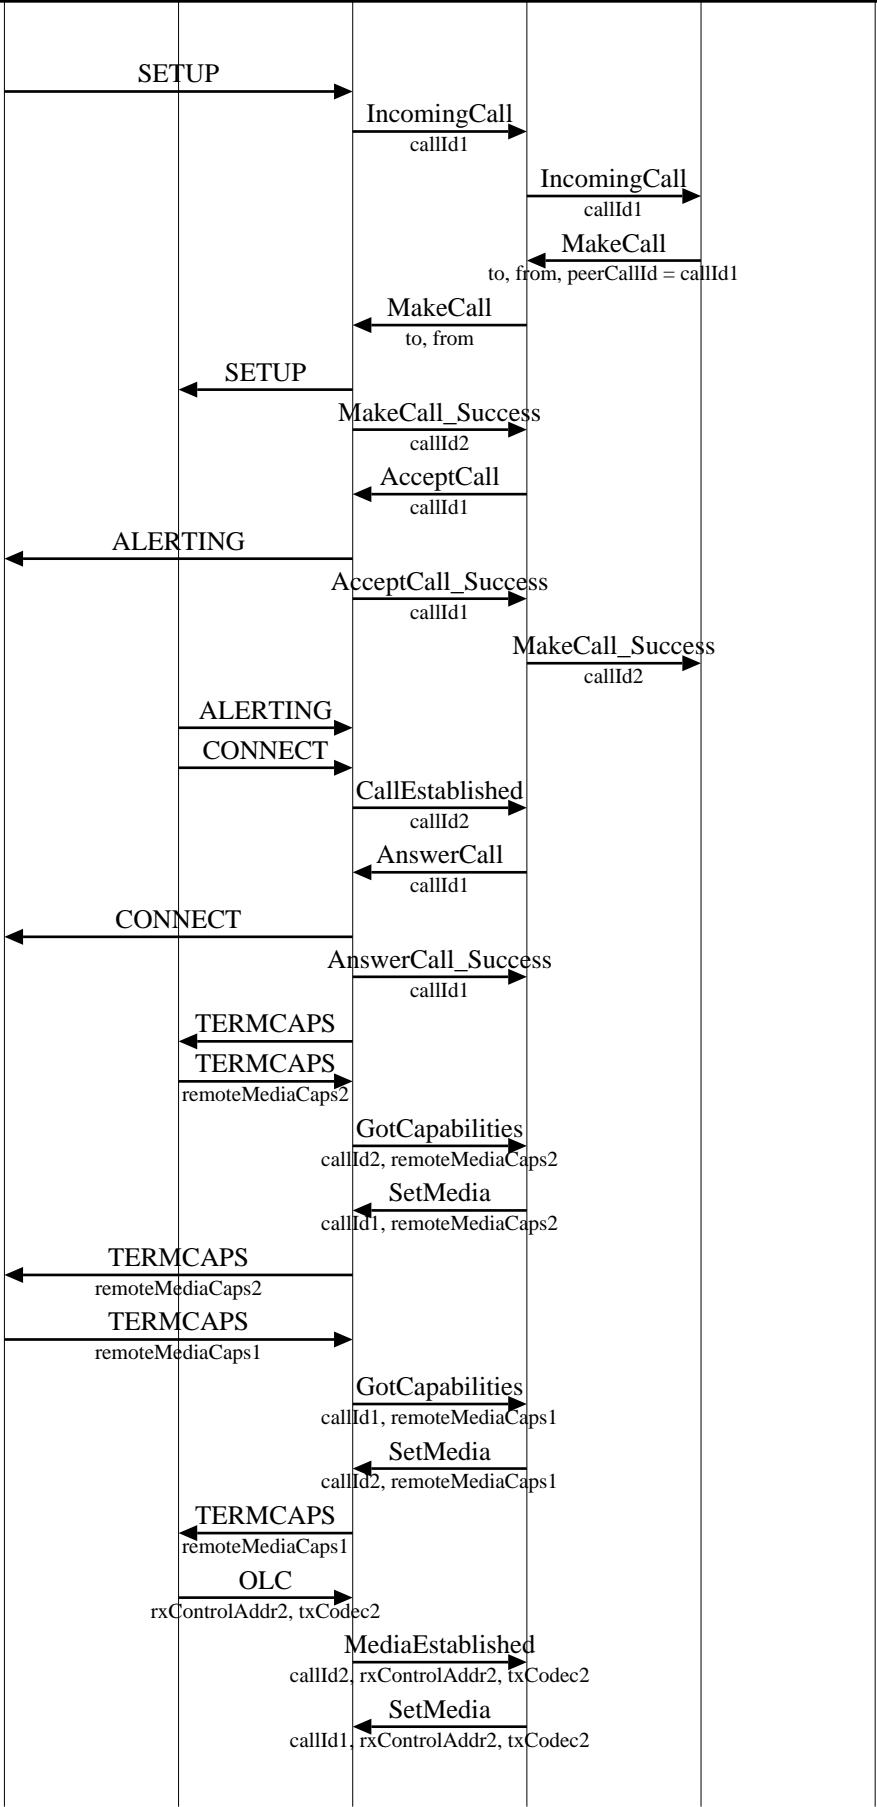 SETUP
IncomingCall
callId1
IncomingCall
callId1
MakeCall
to, from, peerCallId = callId1
MakeCall
to, from
SETUP
MakeCall_Success
callId2
AcceptCall
callId1
ALERTING
AcceptCall_Success
callId1
MakeCall_Success
callId2
ALERTING
CONNECT
CallEstablished
callId2
AnswerCall
callId1
CONNECT
AnswerCall_Success
callId1
TERMCAPS
TERMCAPS
remoteMediaCaps2
GotCapabilities
callId2, remoteMediaCaps2
SetMedia
callId1, remoteMediaCaps2
TERMCAPS
remoteMediaCaps2
TERMCAPS
remoteMediaCaps1
GotCapabilities
callId1, remoteMediaCaps1
SetMedia
callId2, remoteMediaCaps1
TERMCAPS
remoteMediaCaps1
OLC
rxControlAddr2, txCodec2
MediaEstablished
callId2, rxControlAddr2, txCodec2
SetMedia
callId1, rxControlAddr2, txCodec2